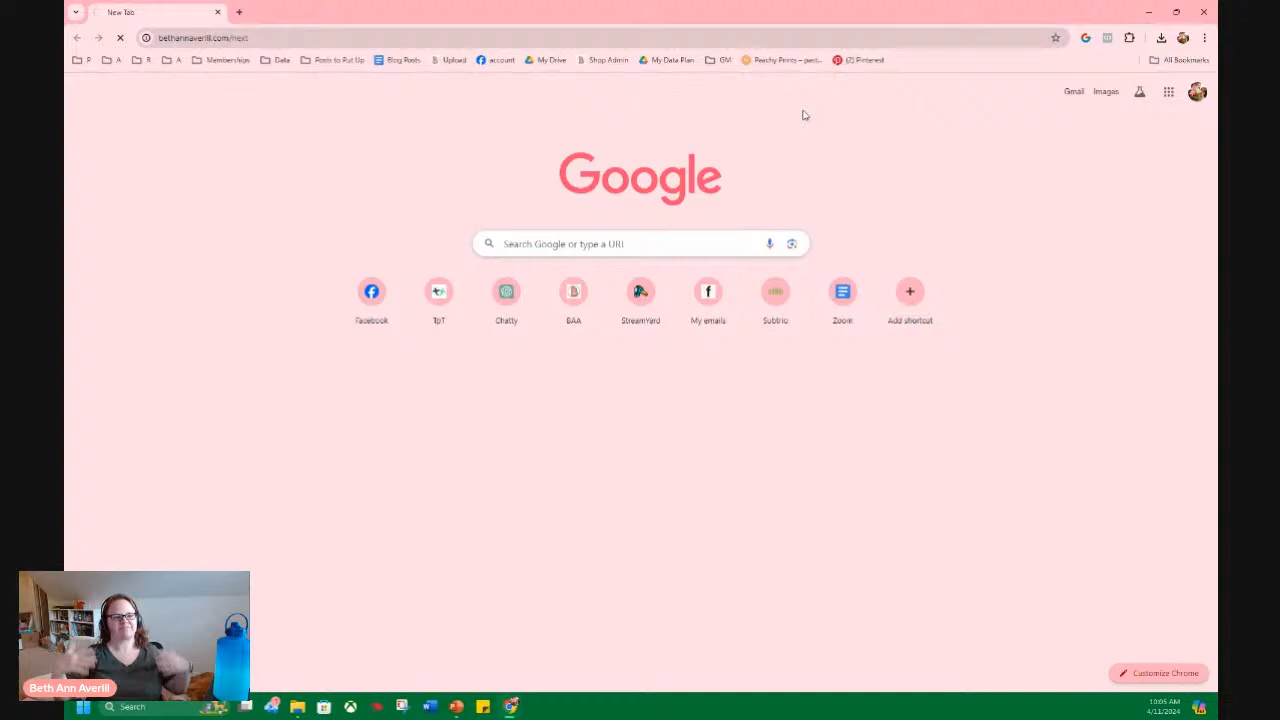 New Tab
bethannaverill.com/next
P A R A Memberships Data Posts to Put Up Blog Posts Upload account My Drive Shop Admin My Data Plan GM Peachy Prints – past... (2) Pinterest All Bookmarks
Gmail Images
Google
Search Google or type a URL
Facebook TpT Chatty BAA StreamYard My emails Subtrio Zoom Add shortcut
Customize Chrome
Beth Ann Averill
Search
10:05 AM
4/11/2024